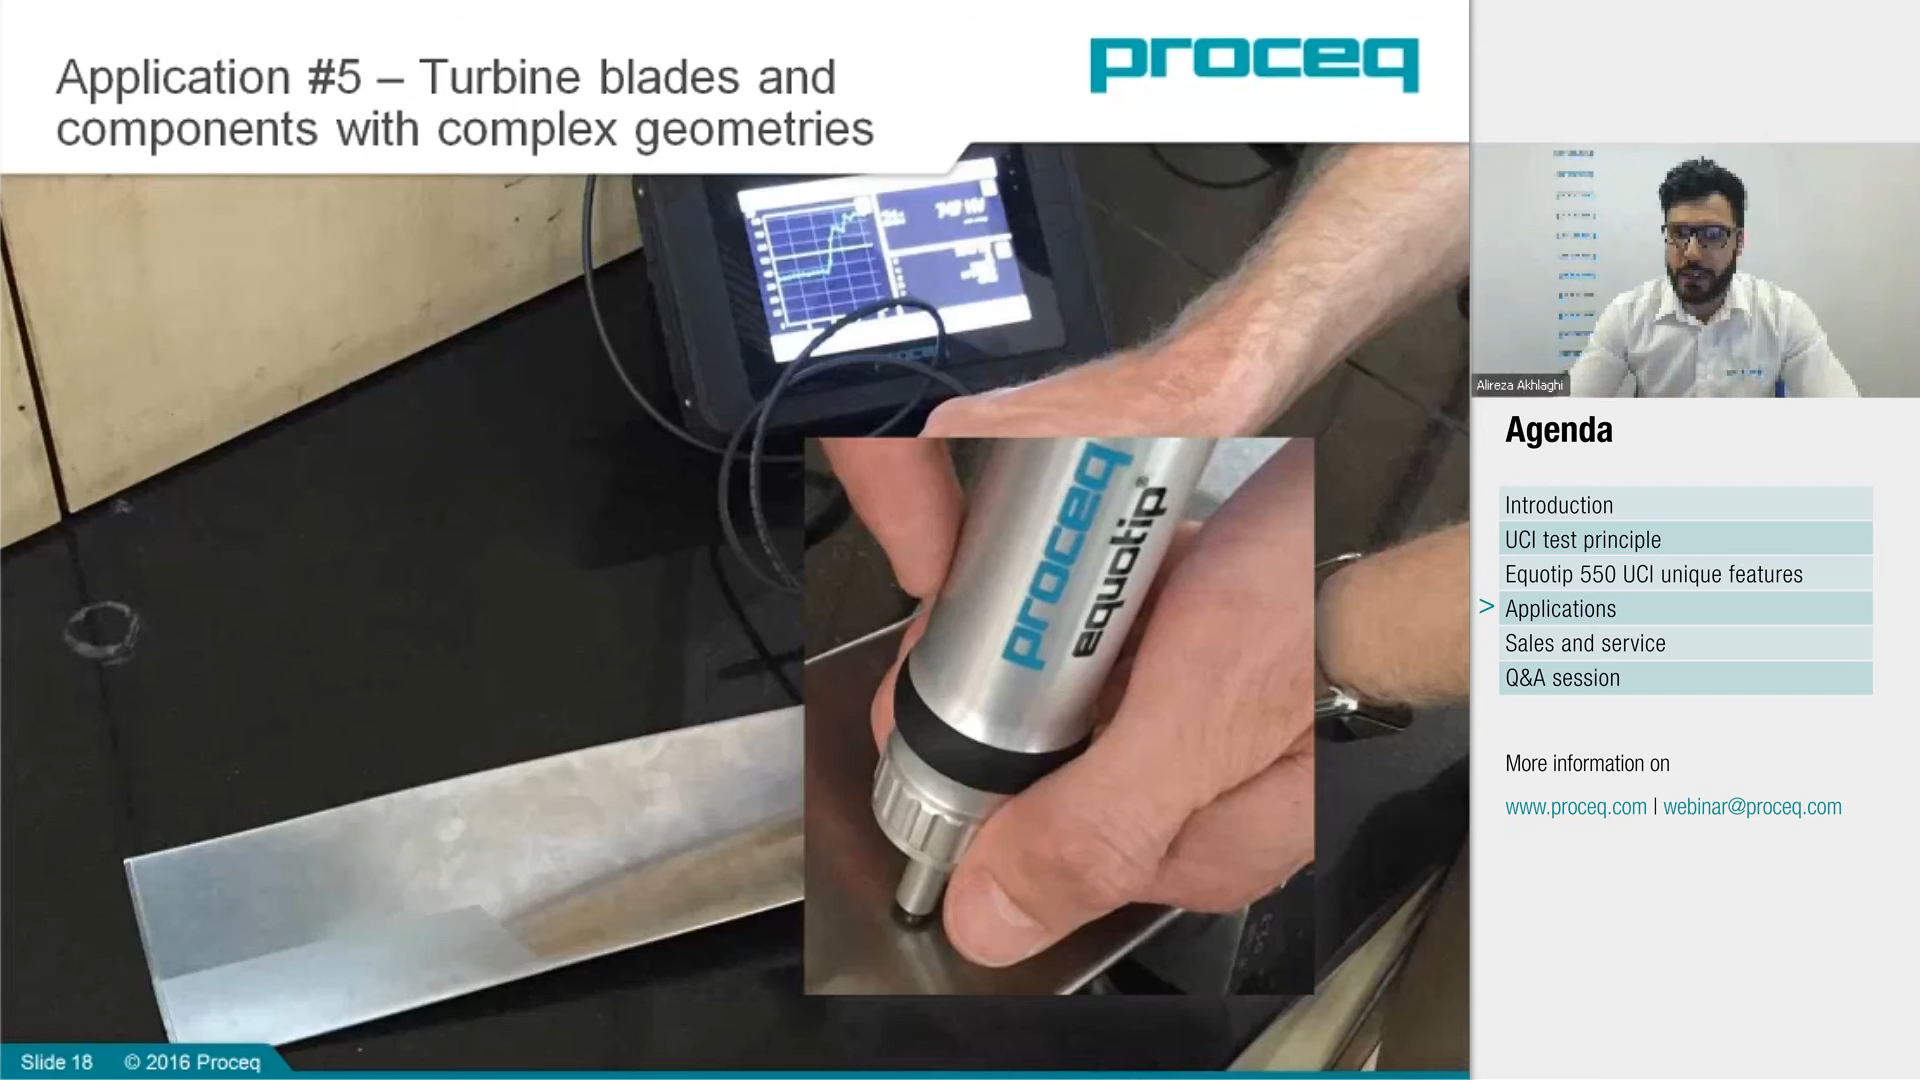 Application #5 – Turbine blades and
components with complex geometries
proceq
proceq
equotip®
Slide 18
© 2016 Proceq
Alireza Akhlaghi
Agenda
Introduction
UCI test principle
Equotip 550 UCI unique features
> Applications
Sales and service
Q&A session
More information on
www.proceq.com | webinar@proceq.com